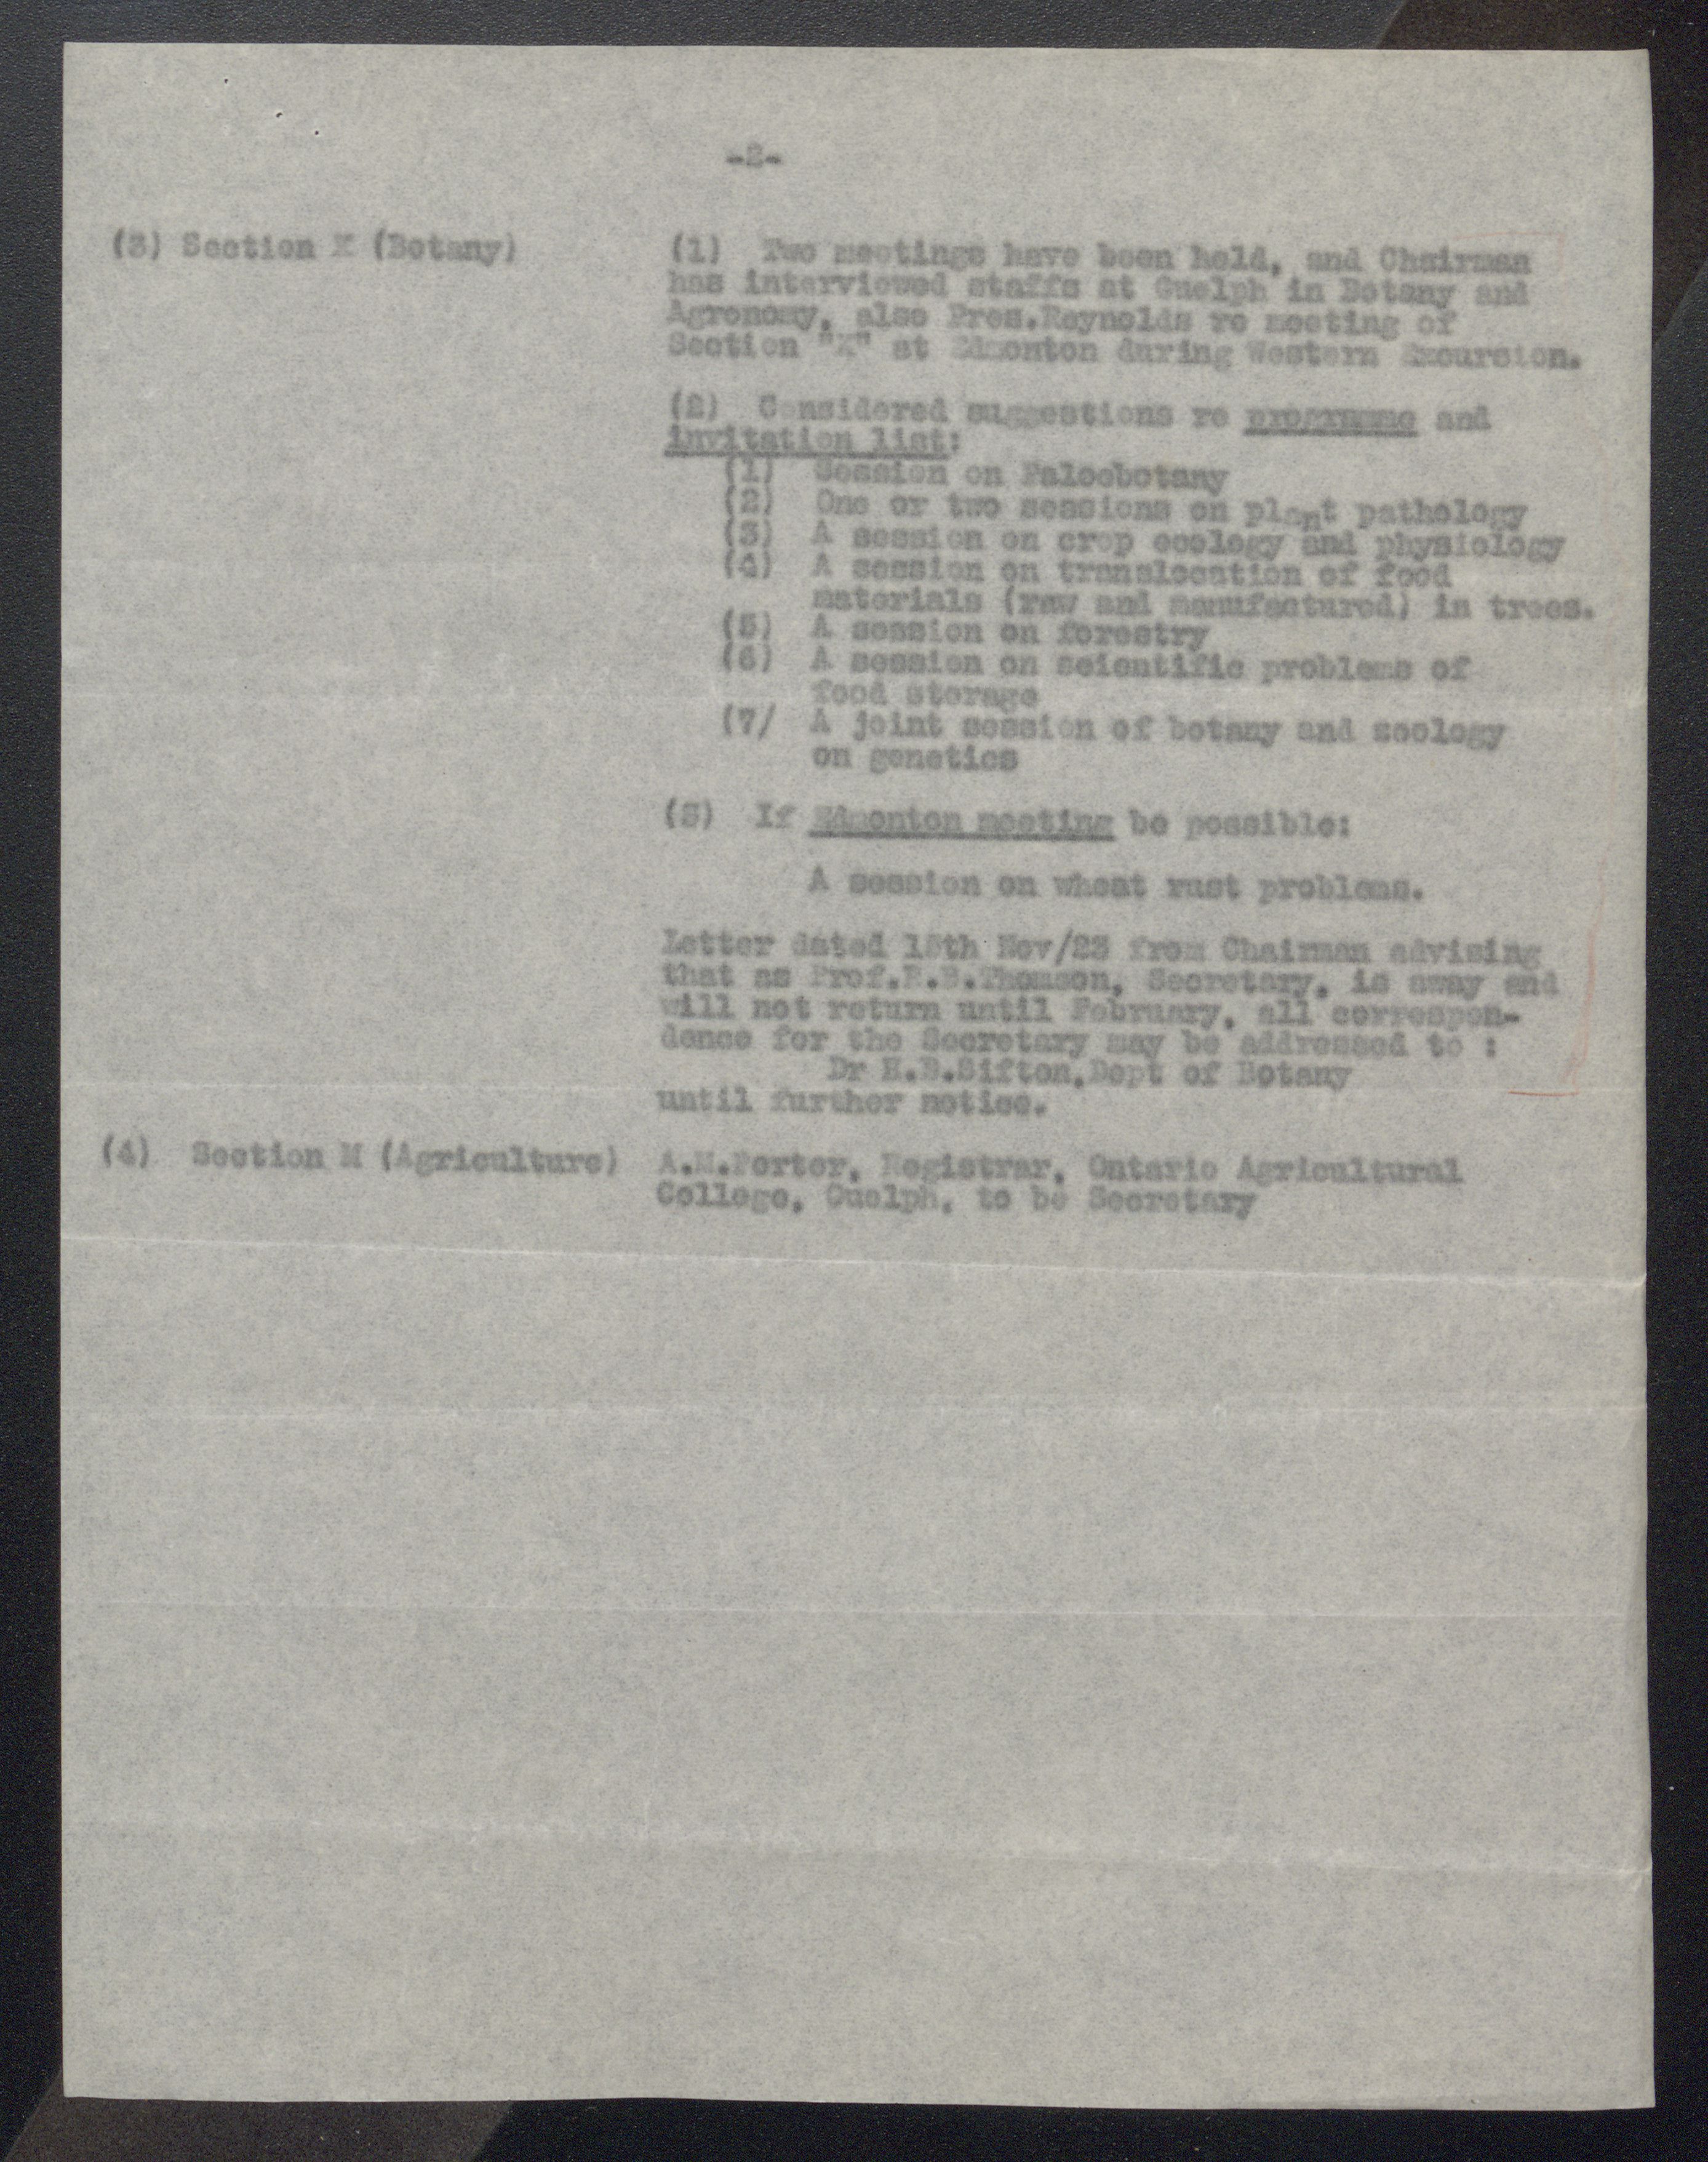 -2-
(3) Section K (Botany)
(1) Two meetings have been held, and Chairman
has interviewed staffs at Guelph in Botany and
Agronomy, also Pres.Reynolds re meeting of
Section "K" at Edmonton during Western Excursion.
(2) Considered suggestions re programme and
invitation list:
(1) Session on Paleobotany
(2) One or two sessions on plant pathology
(3) A session on crop ecology and physiology
(4) A session on translocation of food
materials (raw and manufactured) in trees.
(5) A session on forestry
(6) A session on scientific problems of
food storage
(7/ A joint session of botany and zoology
on genetics
(3) If Edmonton meeting be possible:
A session on wheat rust problems.
Letter dated 15th Nov/23 from Chairman advising
that as Prof.R.B.Thomson, Secretary, is away and
will not return until February, all correspon-
dence for the Secretary may be addressed to :
Dr H.B.Sifton,Dept of Botany
until further notice.
(4) Section M (Agriculture)
A.M.Porter, Registrar, Ontario Agricultural
College, Guelph, to be Secretary